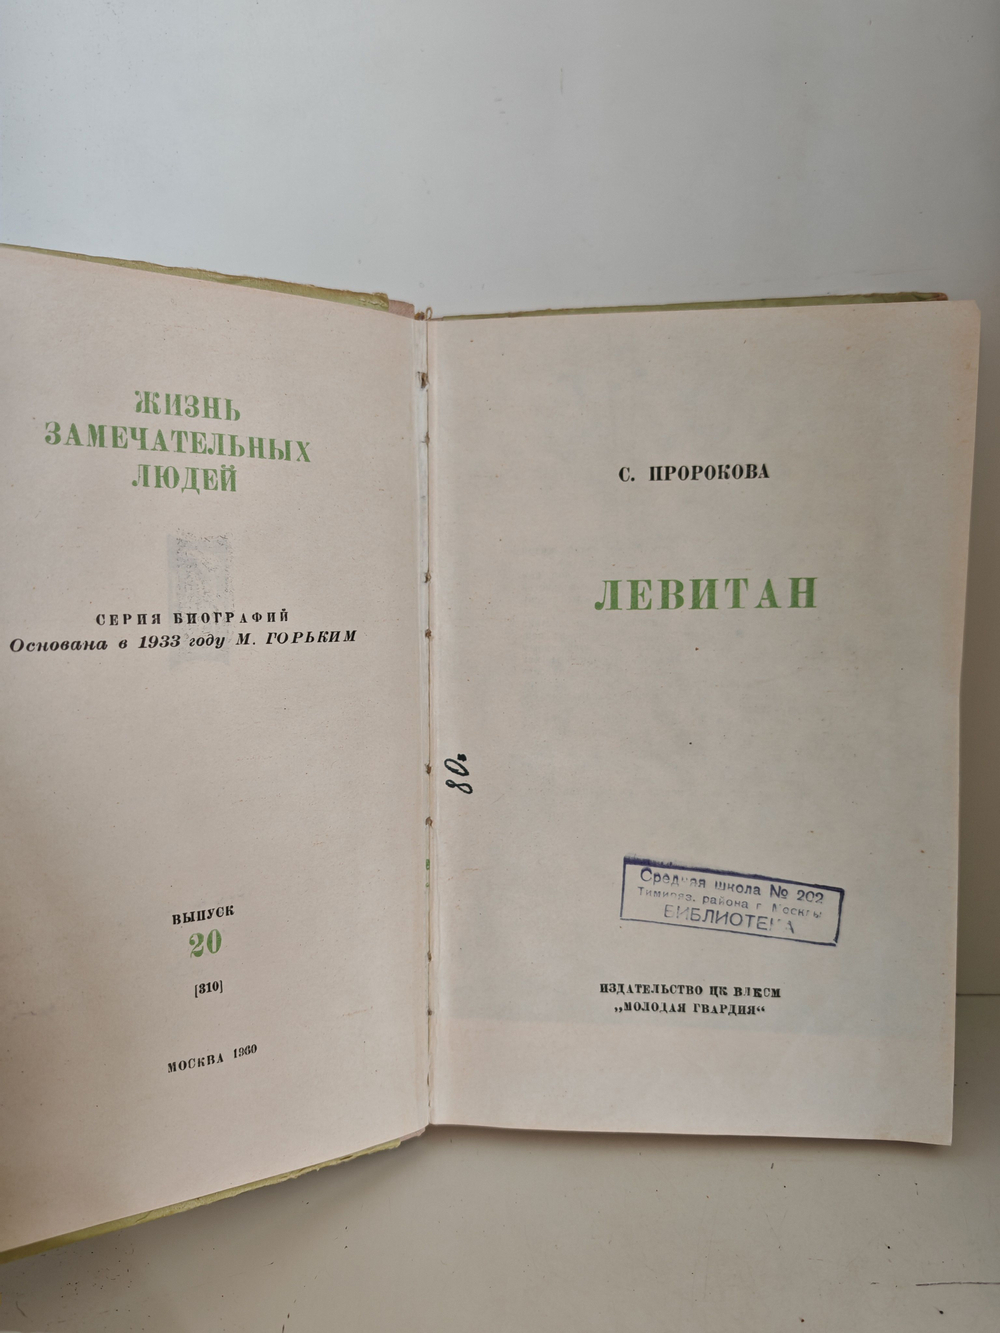 ЖИЗНЬ
ЗАМЕЧАТЕЛЬНЫХ
ЛЮДЕЙ
СЕРИЯ БИОГРАФИЙ
Основана в 1933 году М. ГОРЬКИМ
ВЫПУСК
20
[310]
МОСКВА 1960
С. ПРОРОКОВА
ЛЕВИТАН
80
Средняя школа № 202
Тимиряз. района г. Москвы
БИБЛИОТЕКА
ИЗДАТЕЛЬСТВО ЦК ВЛКСМ
„МОЛОДАЯ ГВАРДИЯ“